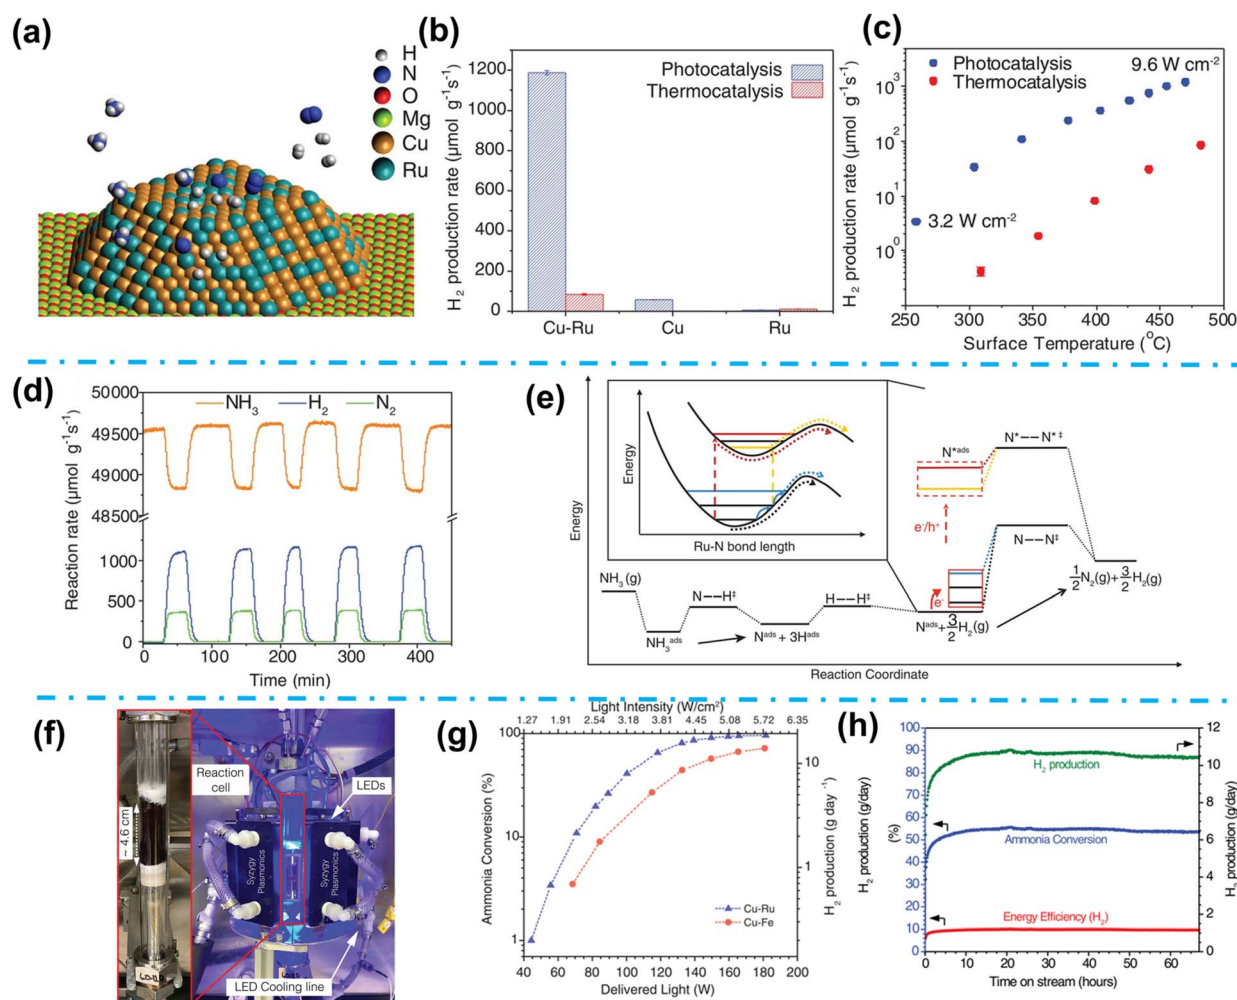 (a)
H
N
O
Mg
Cu
Ru
(b)
H2 production rate (μmol g-1s-1)
1200
1000
800
600
400
200
0
Photocatalysis
Thermocatalysis
Cu-Ru
Cu
Ru
(c)
H2 production rate (μmol g-1s-1)
10^3
10^2
10^1
10^0
Photocatalysis
Thermocatalysis
9.6 W cm-2
3.2 W cm-2
250 300 350 400 450 500
Surface Temperature (°C)
(d)
Reaction rate (μmol g-1s-1)
50000
49500
49000
48500
1000
500
0
NH3 H2 N2
0 100 200 300 400
Time (min)
(e)
Energy
Energy
Ru-N bond length
NH3 (g)
NH3ads
N––H‡
Nads + 3Hads
H––H‡
e-
Nads+3/2H2(g)
e-/h+
N*ads
N*––N*‡
N––N‡
1/2N2(g)+3/2H2(g)
Reaction Coordinate
(f)
~ 4.6 cm
Reaction
cell
LEDs
Syzygy
Plasmonics
Syzygy
Plasmonics
LED Cooling line
(g)
Light Intensity (W/cm2)
1.27 1.91 2.54 3.18 3.81 4.45 5.08 5.72 6.35
Ammonia Conversion (%)
100
10
1
H2 production (g day-1)
10
1
Cu-Ru
Cu-Fe
40 60 80 100 120 140 160 180 200
Delivered Light (W)
(h)
H2 production (g/day)
(%)
100
90
80
70
60
50
40
30
20
10
0
H2 production
Ammonia Conversion
Energy Efficiency (H2)
12
10
8
6
4
2
0
H2 production (g/day)
0 10 20 30 40 50 60
Time on stream (hours)